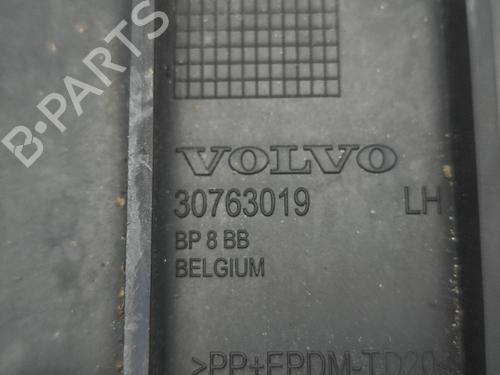 B-PARTS
VOLVO
30763019 LH
BP 8 BB
BELGIUM
>PP+EPDM-TD20<